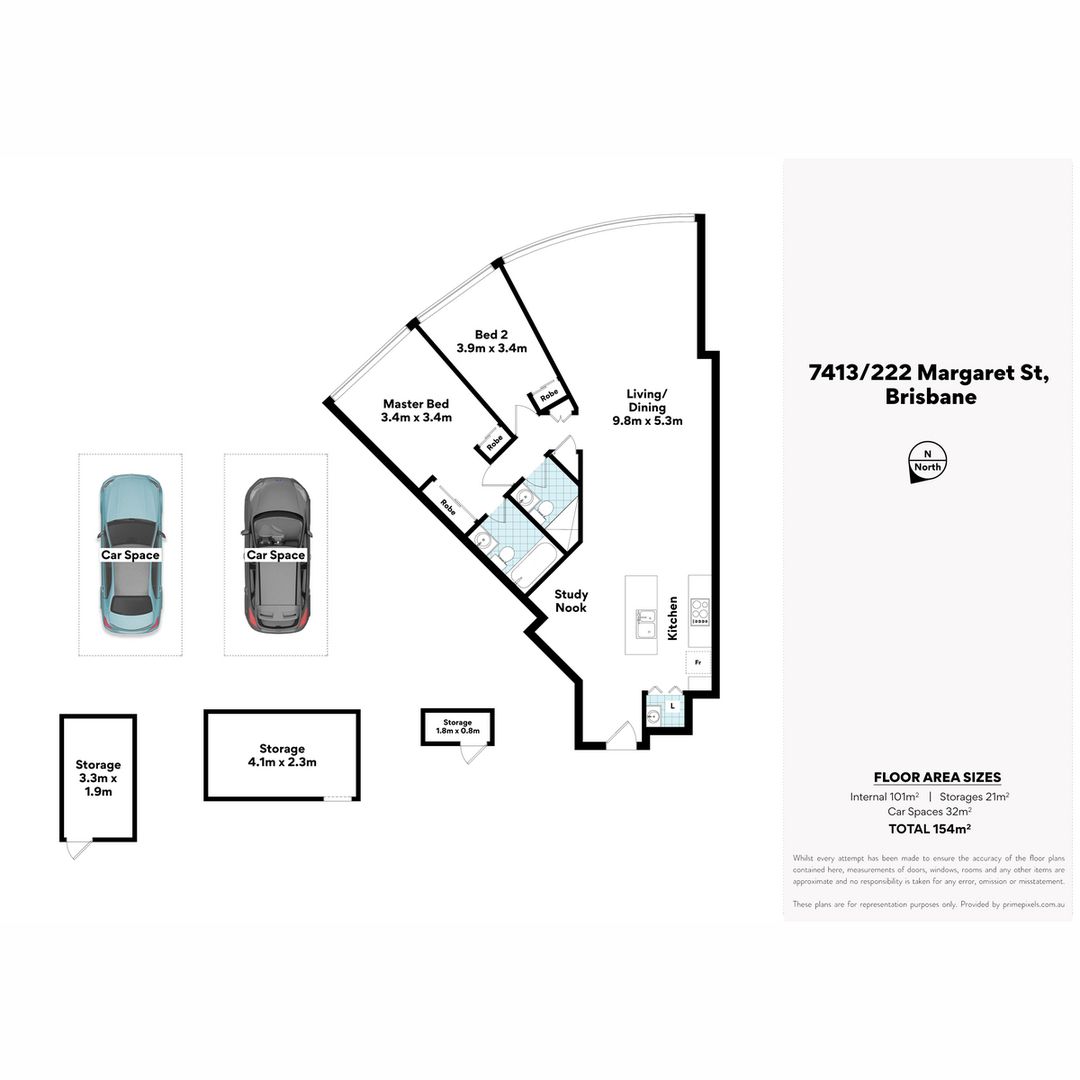 Bed 2
3.9m x 3.4m
Robe
Master Bed
3.4m x 3.4m
Robe
Robe
Living/
Dining
9.8m x 5.3m
Study
Nook
Kitchen
Fr
L
Car Space
Car Space
Storage
3.3m x
1.9m
Storage
4.1m x 2.3m
Storage
1.8m x 0.8m
7413/222 Margaret St,
Brisbane
N
North
FLOOR AREA SIZES
Internal 101m² | Storages 21m²
Car Spaces 32m²
TOTAL 154m²
Whilst every attempt has been made to ensure the accuracy of the floor plans
contained here, measurements of doors, windows, rooms and any other items are
approximate and no responsibility is taken for any error, omission or misstatement.
These plans are for representation purposes only. Provided by primepixels.com.au